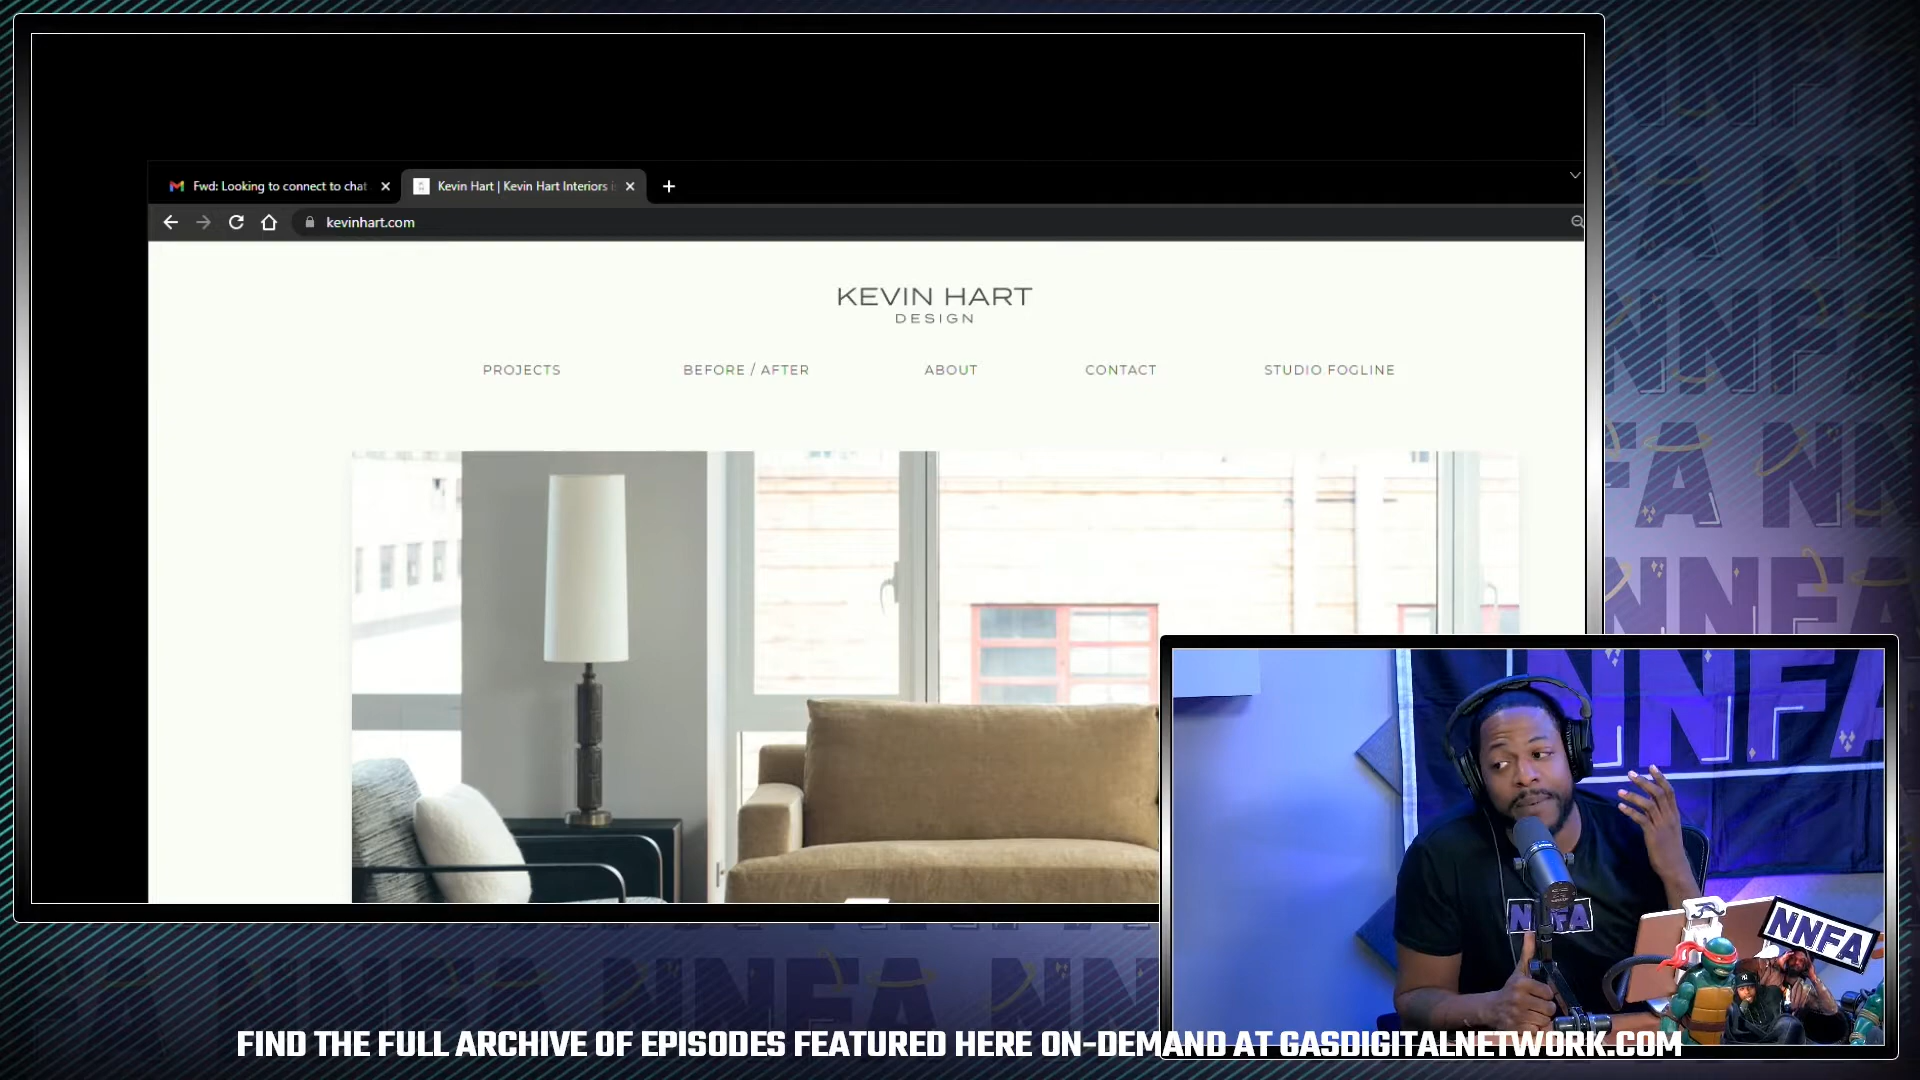 Fwd: Looking to connect to chat
Kevin Hart | Kevin Hart Interiors
kevinhart.com
KEVIN HART
DESIGN
PROJECTS
BEFORE / AFTER
ABOUT
CONTACT
STUDIO FOGLINE
NNFA
NNFA
NNFA
FIND THE FULL ARCHIVE OF EPISODES FEATURED HERE ON-DEMAND AT GASDIGITALNETWORK.COM